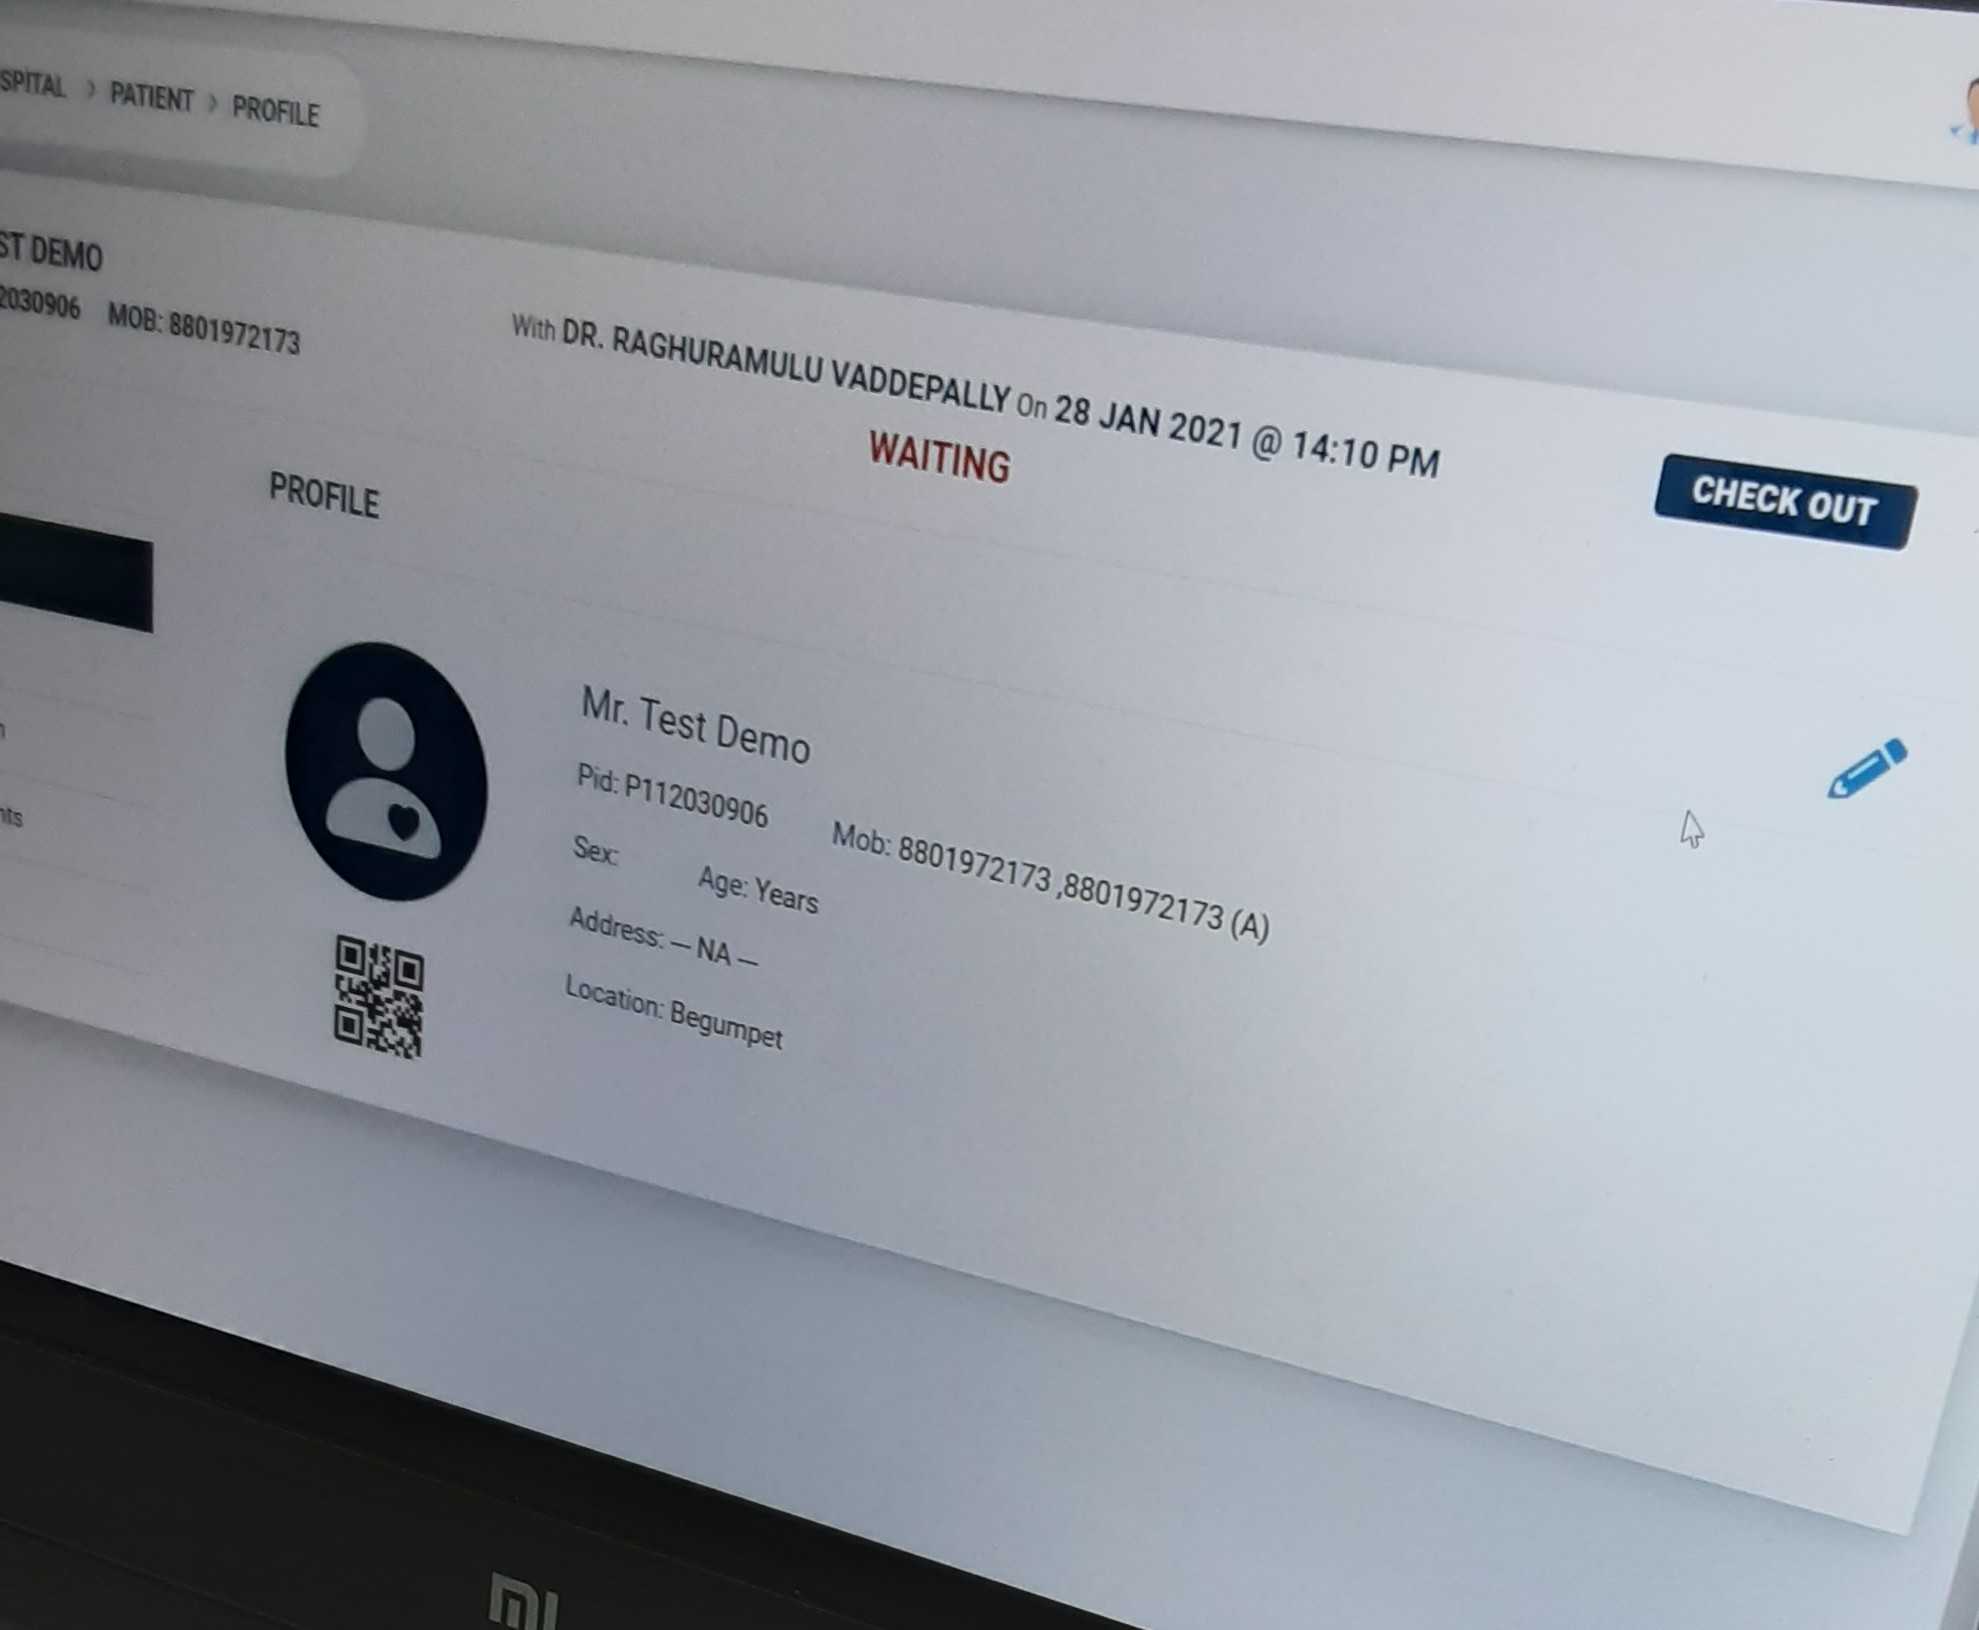 SPITAL > PATIENT > PROFILE
ST DEMO
2030906 MOB: 8801972173
With DR. RAGHURAMULU VADDEPALLY On 28 JAN 2021 @ 14:10 PM
WAITING
CHECK OUT
PROFILE
Mr. Test Demo
Pid: P112030906 Mob: 8801972173 ,8801972173 (A)
Sex: Age: Years
Address: -- NA --
Location: Begumpet
nts
mi